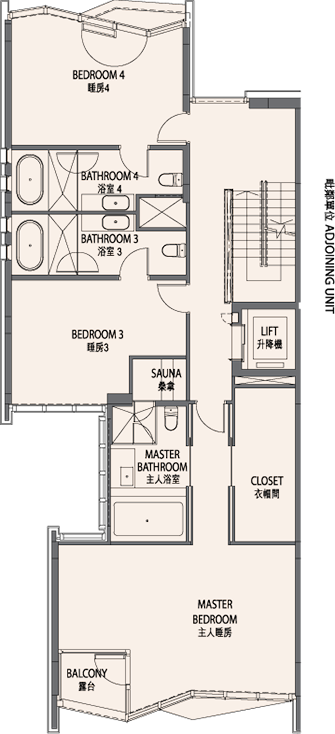 BEDROOM 4
睡房4
BATHROOM 4
浴室 4
BATHROOM 3
浴室 3
毗鄰單位 ADJOINING UNIT
LIFT
升降機
BEDROOM 3
睡房3
SAUNA
桑拿
MASTER
BATHROOM
主人浴室
CLOSET
衣帽間
MASTER
BEDROOM
主人睡房
BALCONY
露台